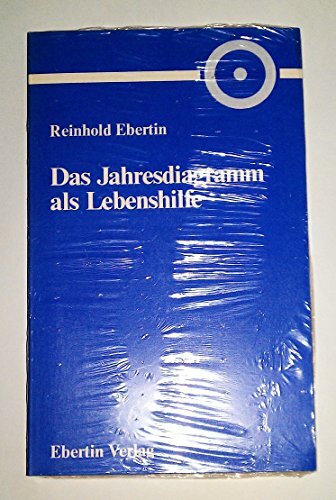 Reinhold Ebertin
Das Jahresdiagramm
als Lebenshilfe
Ebertin Verlag